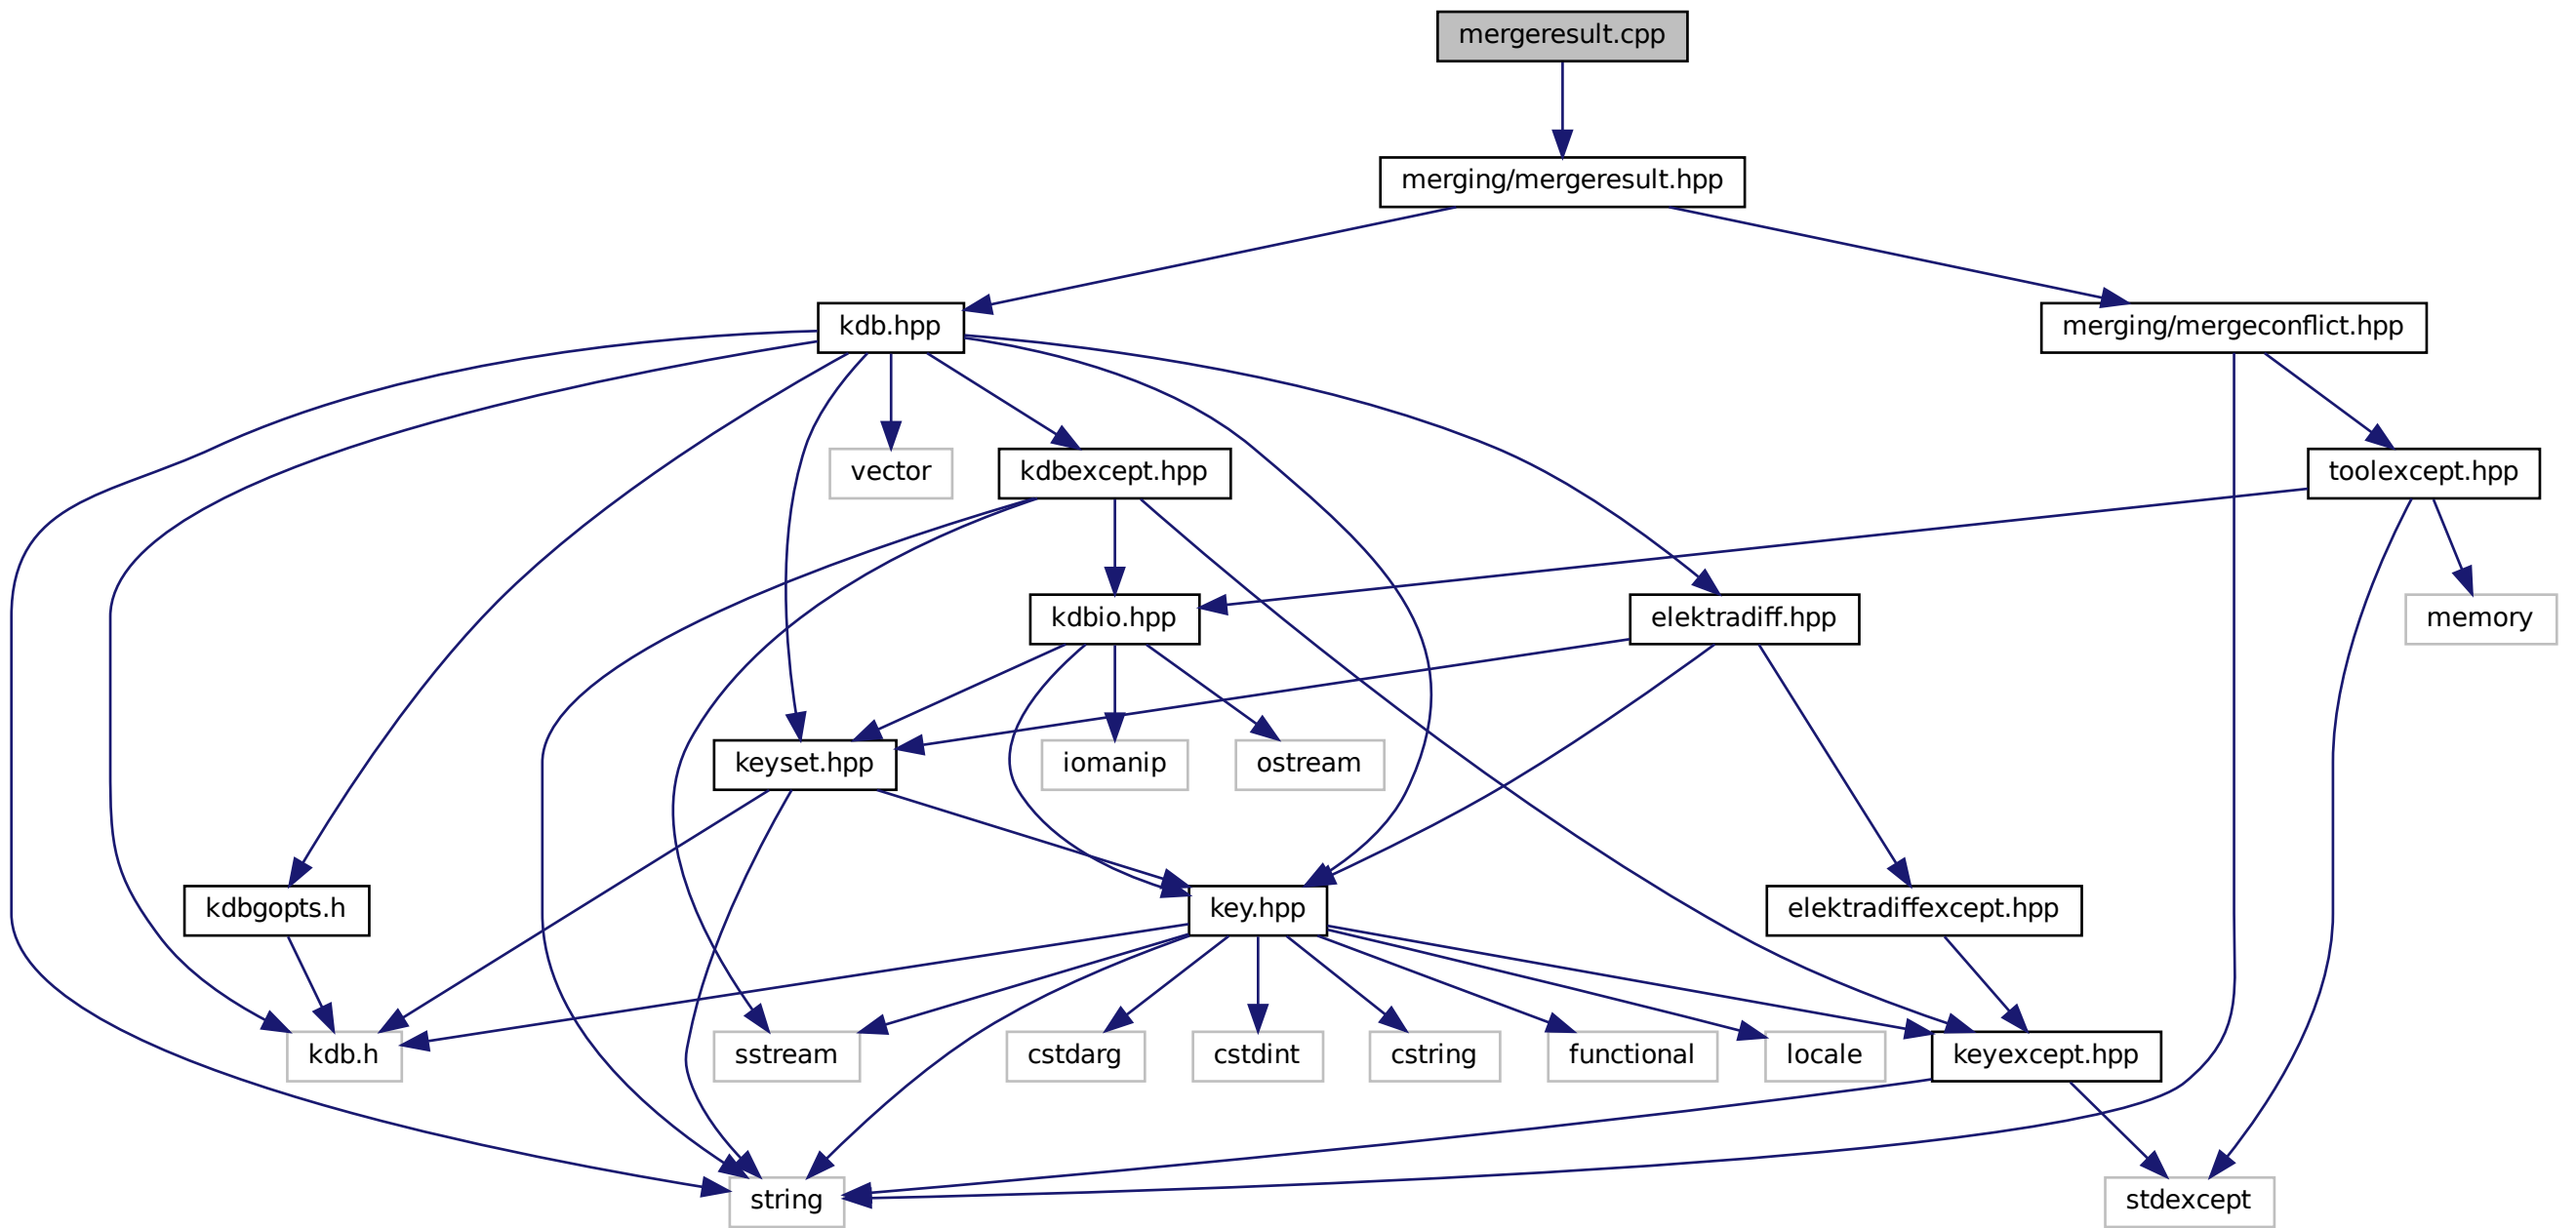 mergeresult.cpp
merging/mergeresult.hpp
kdb.hpp
merging/mergeconflict.hpp
vector
kdbexcept.hpp
toolexcept.hpp
kdbio.hpp
elektradiff.hpp
memory
keyset.hpp
iomanip
ostream
kdbgopts.h
key.hpp
elektradiffexcept.hpp
kdb.h
sstream
cstdarg
cstdint
cstring
functional
locale
keyexcept.hpp
string
stdexcept